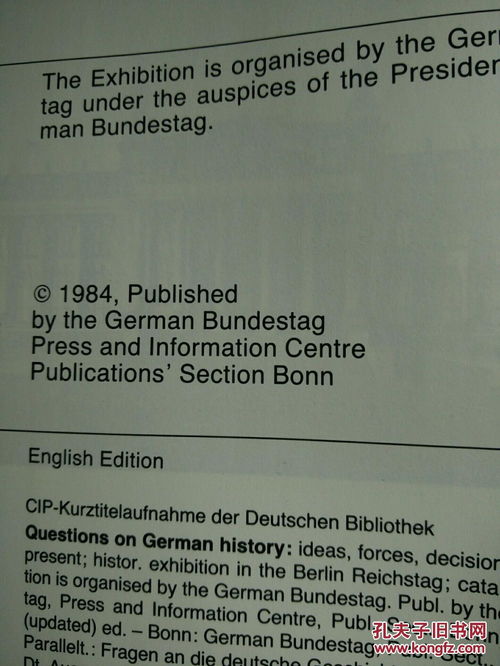 The Exhibition is organised by the Ger
tag under the auspices of the Presiden
man Bundestag.
© 1984, Published
by the German Bundestag
Press and Information Centre
Publications' Section Bonn
English Edition
CIP-Kurztitelaufnahme der Deutschen Bibliothek
Questions on German history: ideas, forces, decision
present; histor. exhibition in the Berlin Reichstag; cata
tion is organised by the German Bundestag. Publ. by the
tag, Press and Information Centre, Publ.
(updated) ed. – Bonn: German Bundestag, Sect
Parallelt.: Fragen an die deutsche
孔夫子旧书网
www.kongfz.com